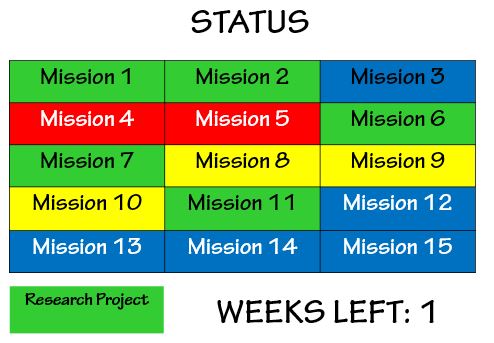 STATUS
Mission 1 Mission 2 Mission 3
Mission 4 Mission 5 Mission 6
Mission 7 Mission 8 Mission 9
Mission 10 Mission 11 Mission 12
Mission 13 Mission 14 Mission 15
Research Project
WEEKS LEFT: 1